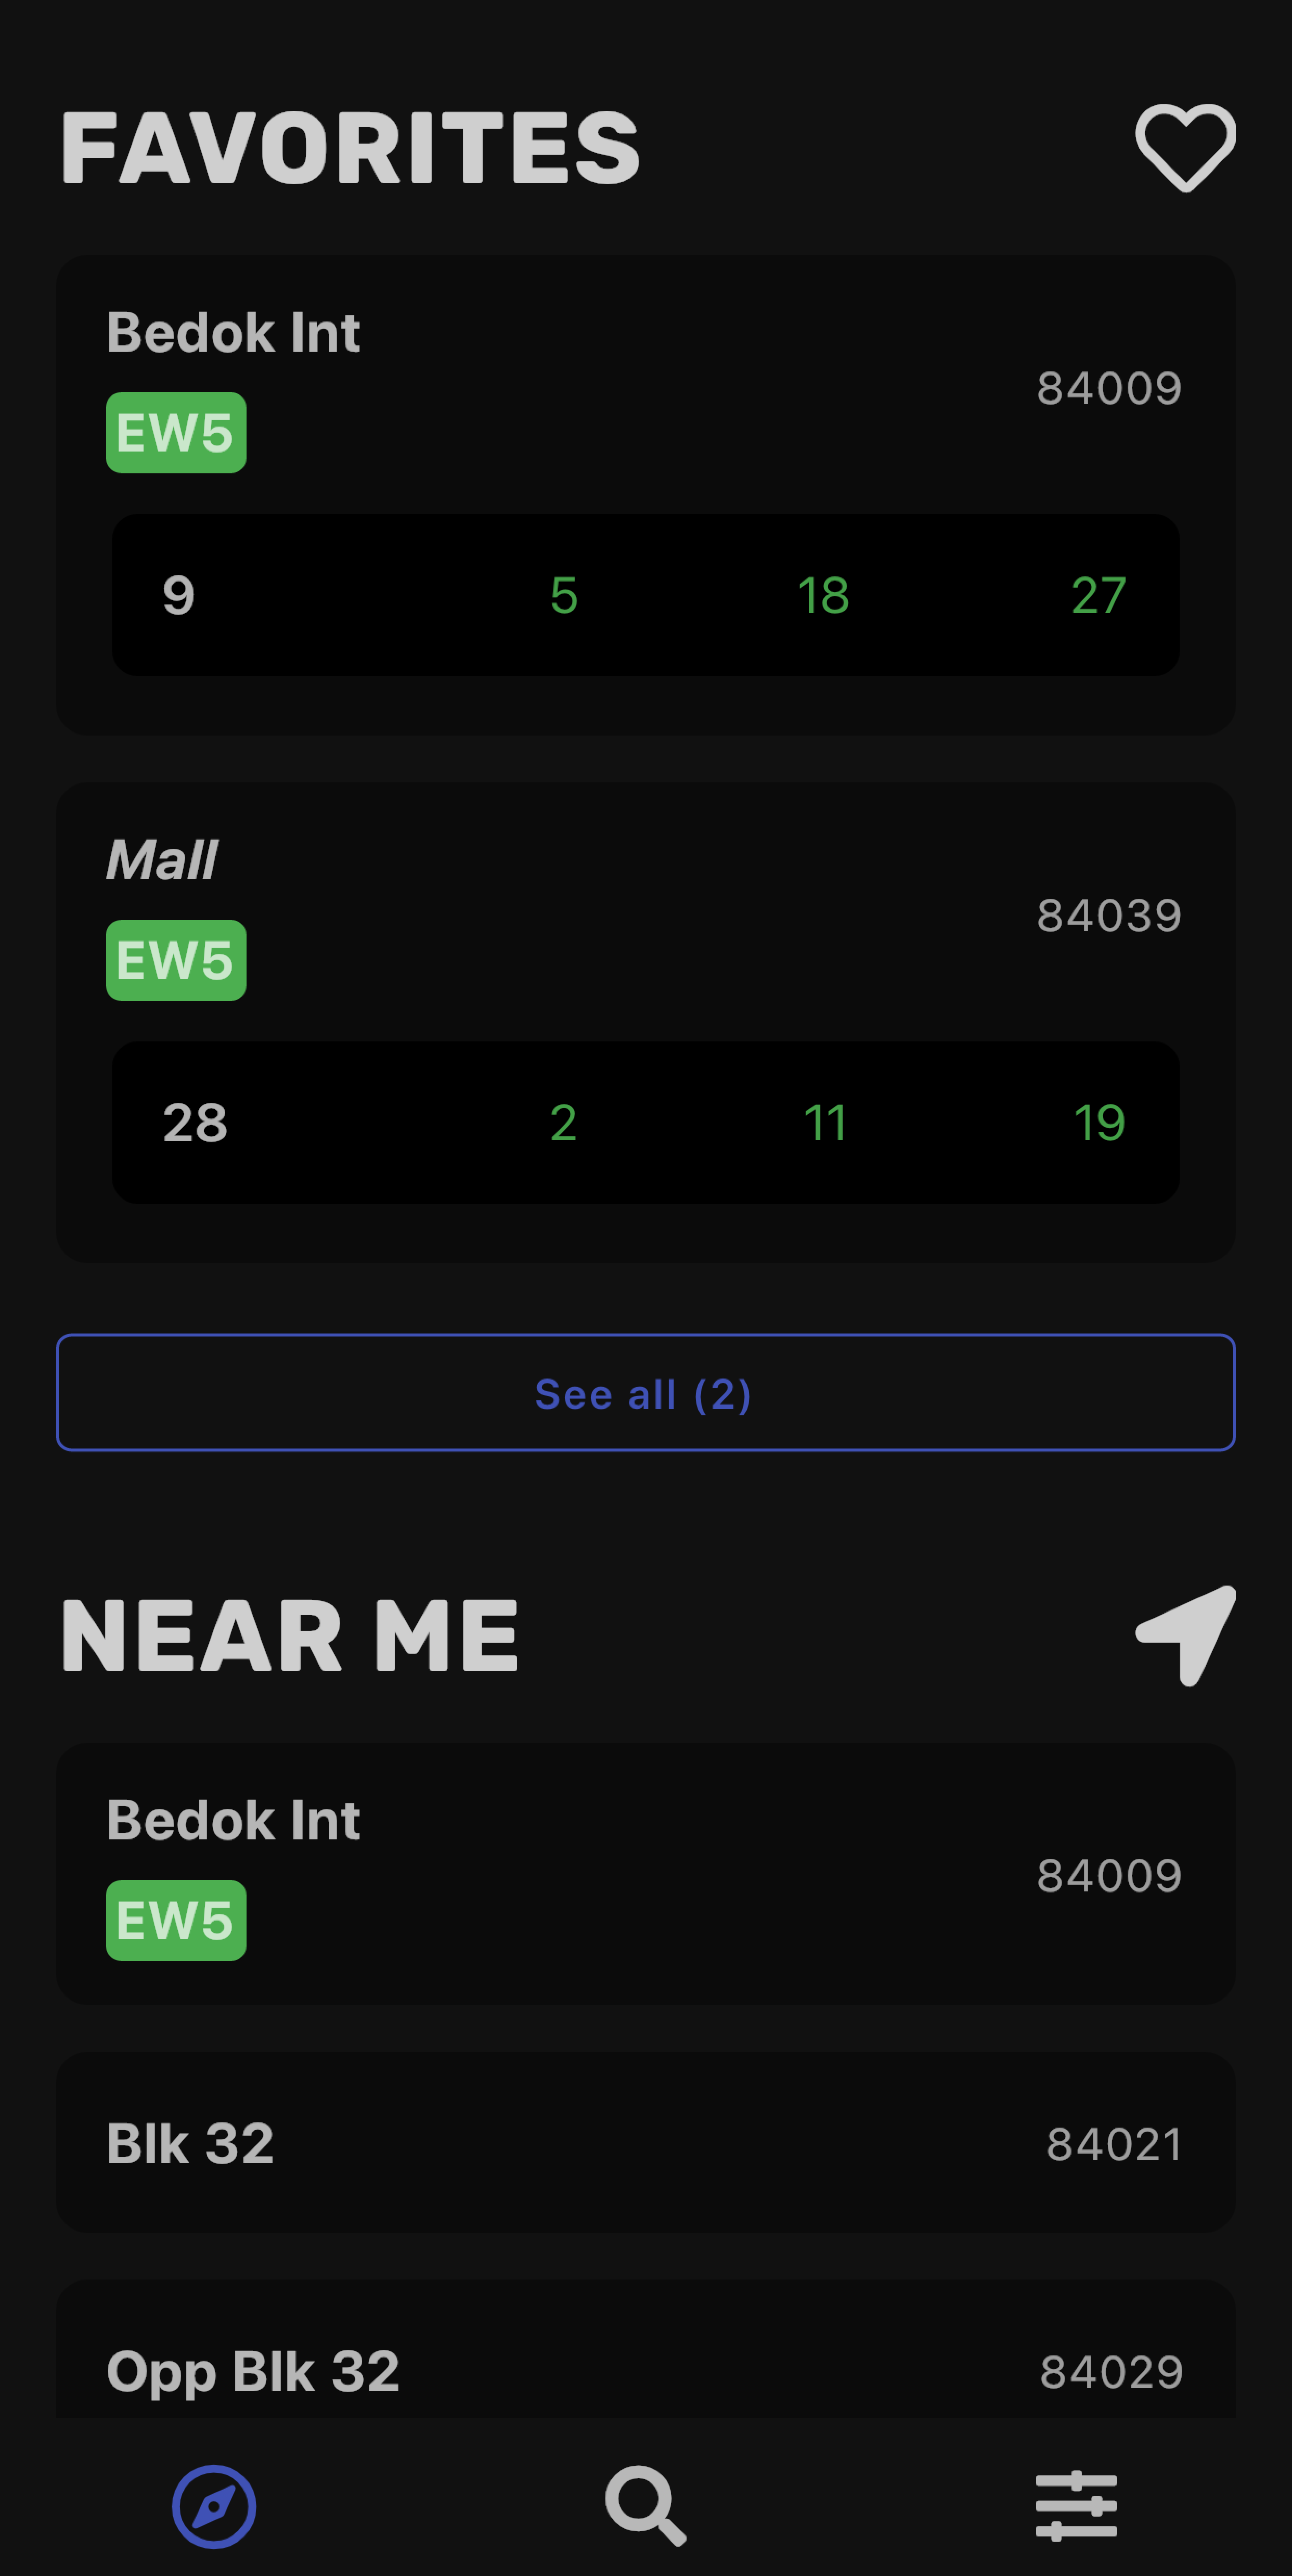 FAVORITES
Bedok Int
84009
EW5
9 5 18 27
Mall
84039
EW5
28 2 11 19
See all (2)
NEAR ME
Bedok Int
84009
EW5
Blk 32 84021
Opp Blk 32 84029